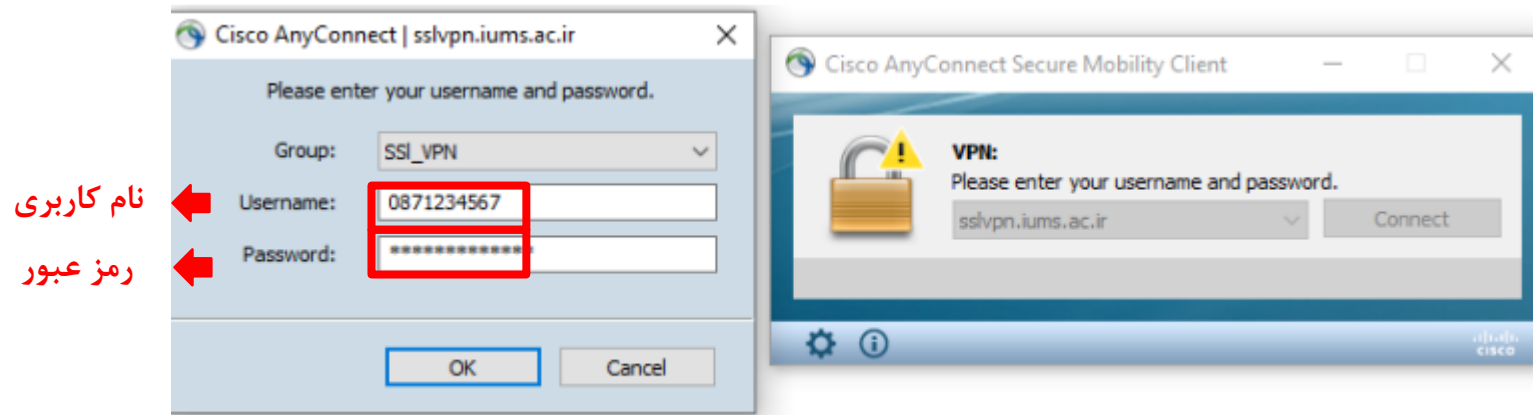 Cisco AnyConnect | sslvpn.iums.ac.ir
Please enter your username and password.
Group: SSl_VPN
نام کاربری
Username: 0871234567
رمز عبور
Password: *************
OK Cancel
Cisco AnyConnect Secure Mobility Client
VPN:
Please enter your username and password.
sslvpn.iums.ac.ir Connect
cisco